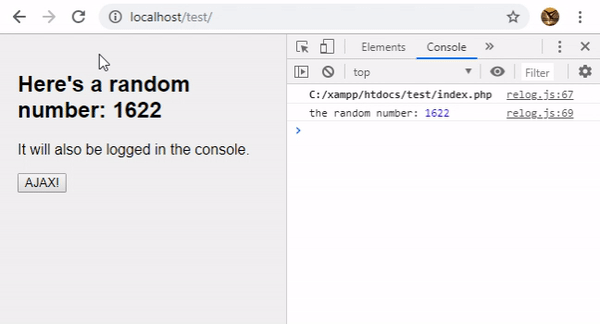 localhost/test/
Elements Console »
top Filter
Here's a random
number: 1622
It will also be logged in the console.
AJAX!
C:/xampp/htdocs/test/index.php relog.js:67
the random number: 1622 relog.js:69